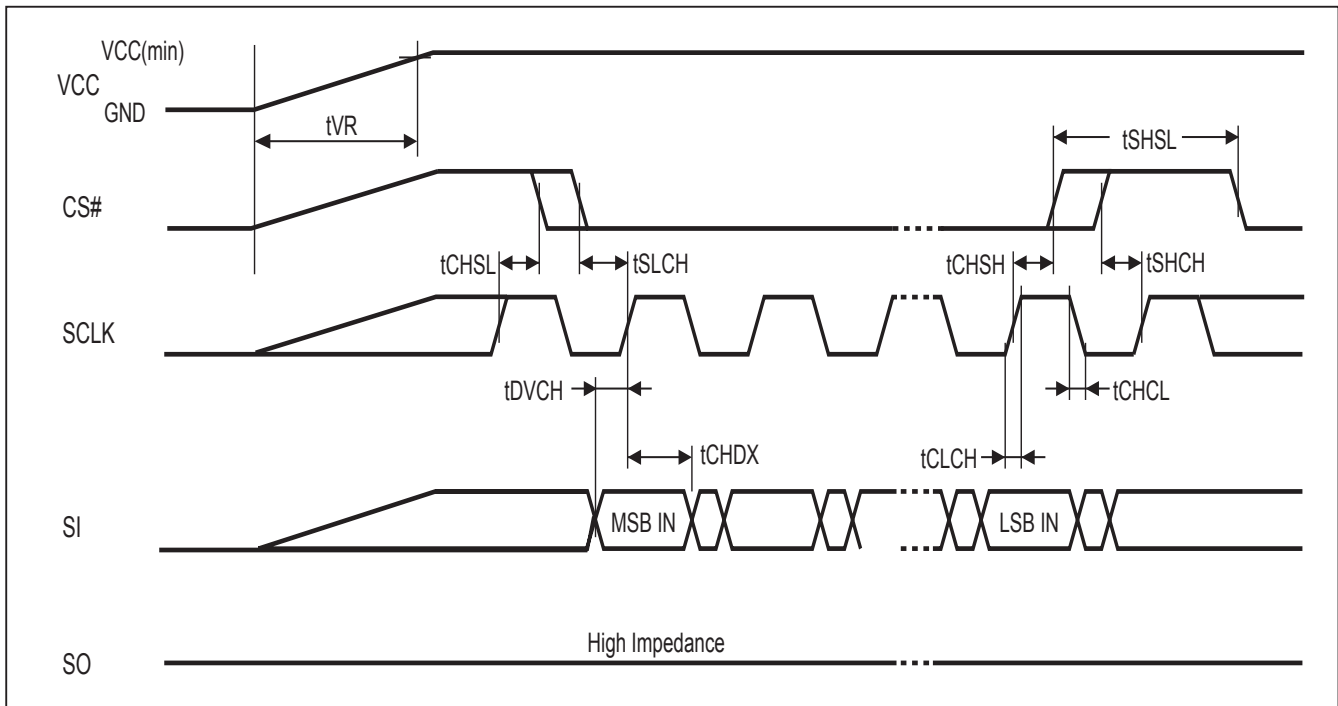 VCC(min)
VCC
GND
tVR
tSHSL
CS#
tCHSL
tSLCH
tCHSH
tSHCH
SCLK
tDVCH
tCHCL
tCHDX
tCLCH
SI
MSB IN
LSB IN
High Impedance
SO